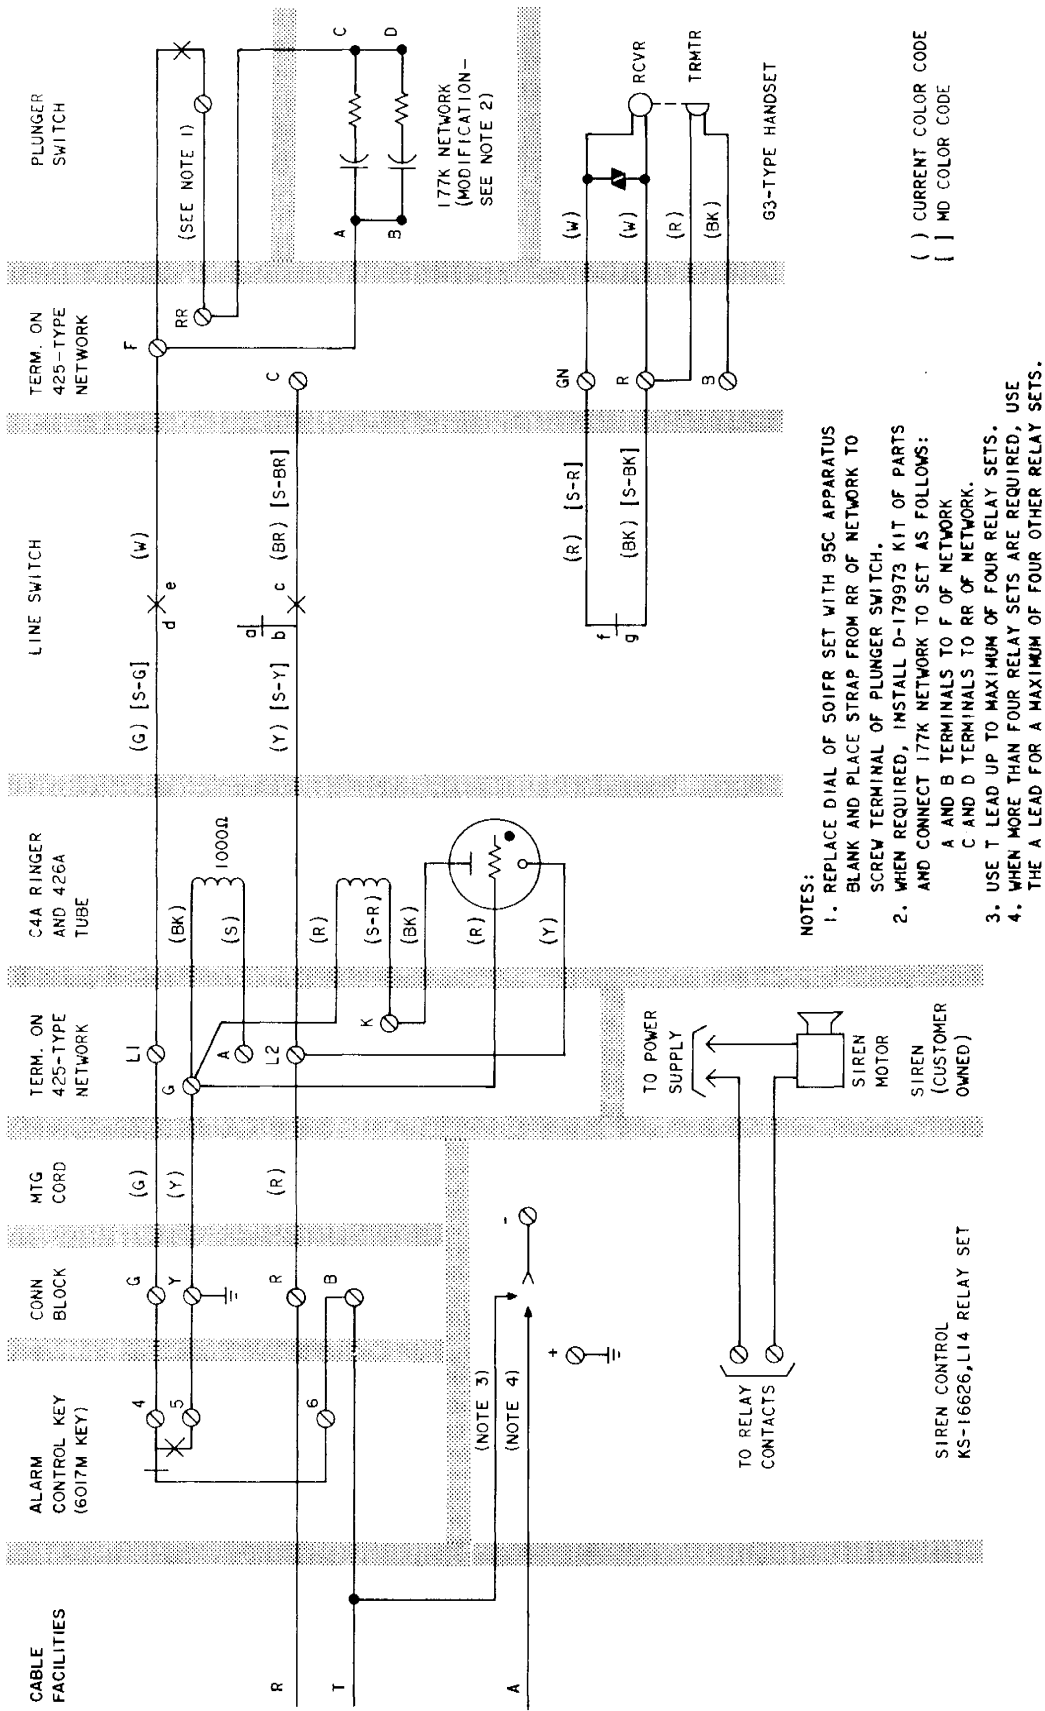 CABLE
FACILITIES
ALARM
CONTROL KEY
(6017M KEY)
CONN
BLOCK
MTG
CORD
TERM. ON
425-TYPE
NETWORK
C4A RINGER
AND 426A
TUBE
LINE SWITCH
TERM. ON
425-TYPE
NETWORK
PLUNGER
SWITCH
4
G
(G)
L1
(G) [S-G]
d
e
(W)
F
5
Y
(Y)
G
(BK)
1000Ω
(S)
A
RR
(SEE NOTE 1)
R
R
(R)
L2
(R)
(Y) [S-Y]
a
b
c
(BR) [S-BR]
C
6
B
T
K
(S-R)
(BK)
(R)
(Y)
A
B
C
D
177K NETWORK
(MODIFICATION-
SEE NOTE 2)
(NOTE 3)
(NOTE 4)
A
-
+
TO RELAY
CONTACTS
SIREN CONTROL
KS-16626,L14 RELAY SET
TO POWER
SUPPLY
SIREN
MOTOR
SIREN
(CUSTOMER
OWNED)
f
g
(R) [S-R]
(BK) [S-BK]
GN
R
B
(W)
(W)
(R)
(BK)
RCVR
TRMTR
G3-TYPE HANDSET
( ) CURRENT COLOR CODE
[ ] MD COLOR CODE
NOTES:
1. REPLACE DIAL OF 501FR SET WITH 95C APPARATUS
BLANK AND PLACE STRAP FROM RR OF NETWORK TO
SCREW TERMINAL OF PLUNGER SWITCH.
2. WHEN REQUIRED, INSTALL D-179973 KIT OF PARTS
AND CONNECT 177K NETWORK TO SET AS FOLLOWS:
A AND B TERMINALS TO F OF NETWORK
C AND D TERMINALS TO RR OF NETWORK.
3. USE T LEAD UP TO MAXIMUM OF FOUR RELAY SETS.
4. WHEN MORE THAN FOUR RELAY SETS ARE REQUIRED, USE
THE A LEAD FOR A MAXIMUM OF FOUR OTHER RELAY SETS.